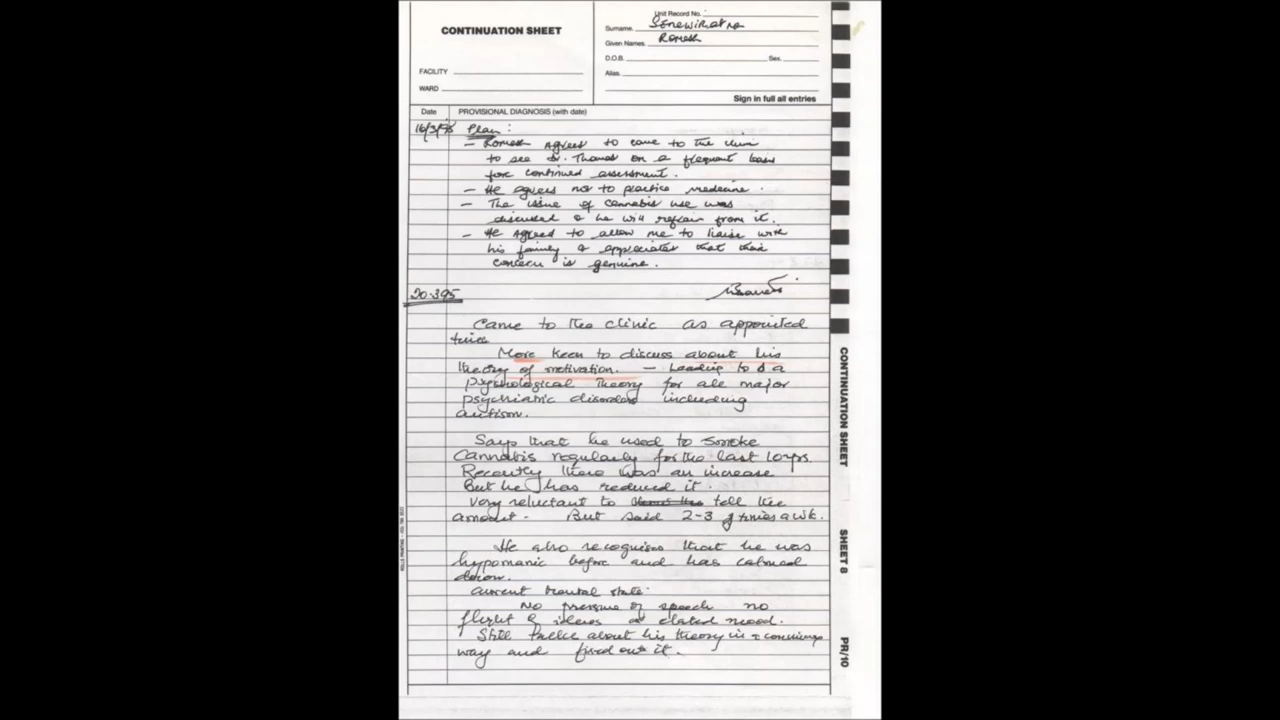 CONTINUATION SHEET
Unit Record No.
Surname. Senewiratne
Given Names. Romesh
D.O.B. Sex.
Alias.
FACILITY
WARD
Sign in full all entries
Date PROVISIONAL DIAGNOSIS (with date)
16/3/95 Plan :
- Romesh agrees to come to the clinic
to see Dr. Thomas on a frequent basis
for continued assessment.
- He agrees not to practice medicine.
- The issue of cannabis use was
discussed & he will refrain from it.
- He agreed to allow me to liaise with
his family & appreciates that their
concern is genuine.
20.3.95
Came to the clinic as appointed
twice
More keen to discuss about his
theory of motivation. - Leading to a
Psychological Theory for all major
psychiatric disorders including
autism.
Says that he used to smoke
Cannabis regularly for the last 10 yrs.
Recently there was an increase
But he has reduced it.
Very reluctant to tell the
amount - But said 2-3 times a wk.
He also recognises that he was
hypomanic before and has calmed
down.
Current mental state:
No pressure of speech no
flight of ideas or elated mood.
Still talks about his theory in a convincing
way and it.
CONTINUATION SHEET
SHEET 8
PR/10